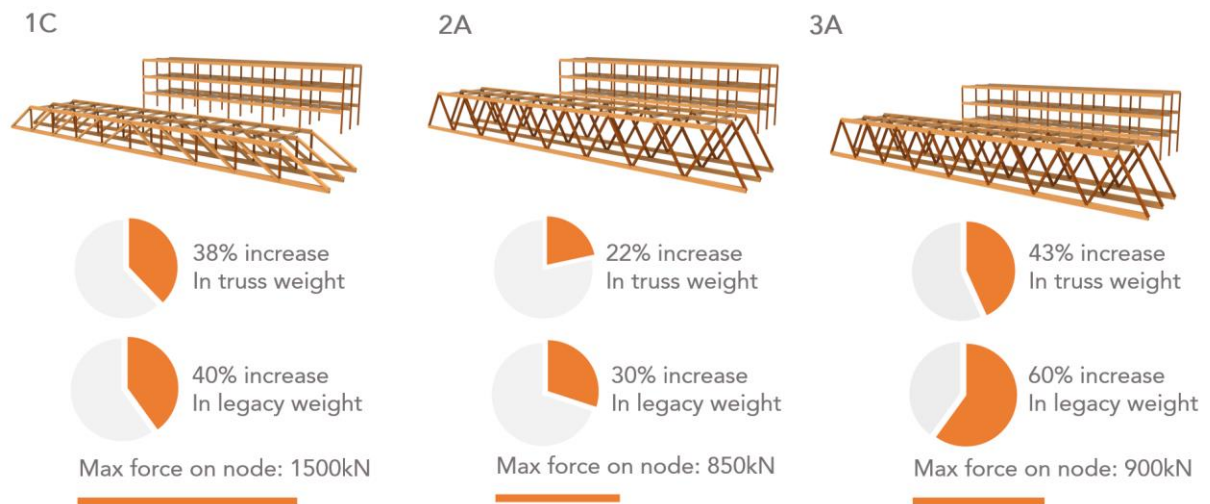 1C
38% increase
In truss weight
40% increase
In legacy weight
Max force on node: 1500kN
2A
22% increase
In truss weight
30% increase
In legacy weight
Max force on node: 850kN
3A
43% increase
In truss weight
60% increase
In legacy weight
Max force on node: 900kN